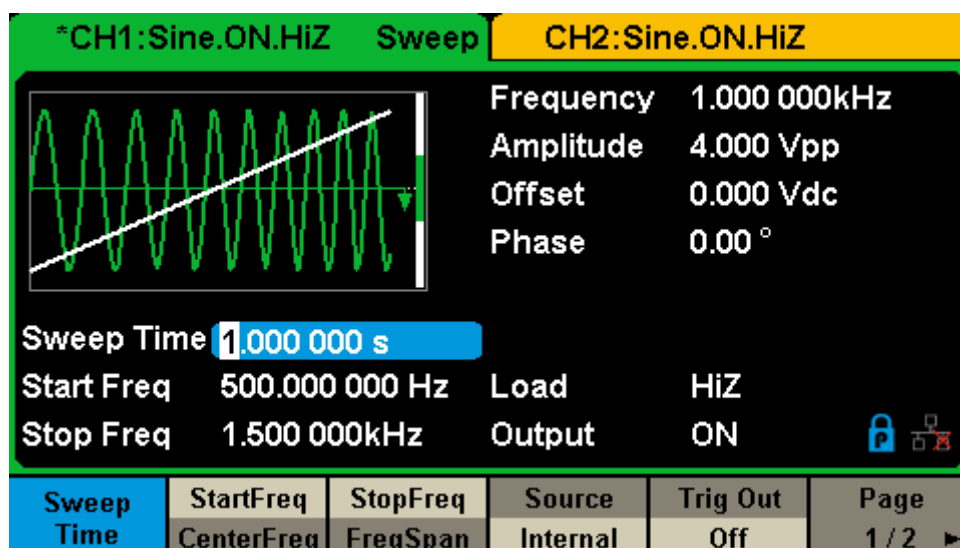 *CH1:Sine.ON.HiZ Sweep CH2:Sine.ON.HiZ
Frequency 1.000 000kHz
Amplitude 4.000 Vpp
Offset 0.000 Vdc
Phase 0.00 °
Sweep Time 1.000 000 s
Start Freq 500.000 000 Hz Load HiZ
Stop Freq 1.500 000kHz Output ON
Sweep Time StartFreq StopFreq Source Trig Out Page
CenterFreq FreqSpan Internal Off 1/2 ►